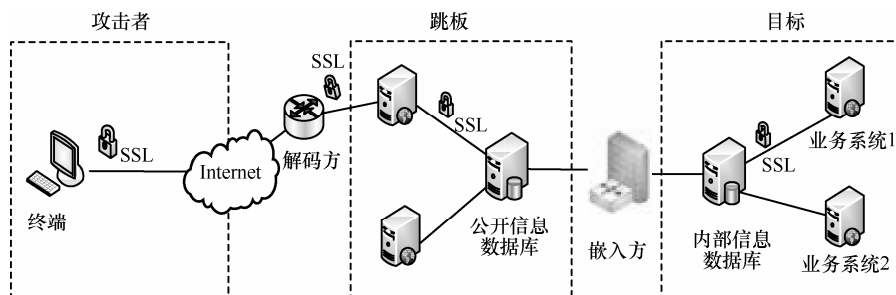 攻击者
跳板
目标
SSL
终端
Internet
SSL
解码方
SSL
公开信息
数据库
嵌入方
SSL
内部信息
数据库
业务系统1
业务系统2